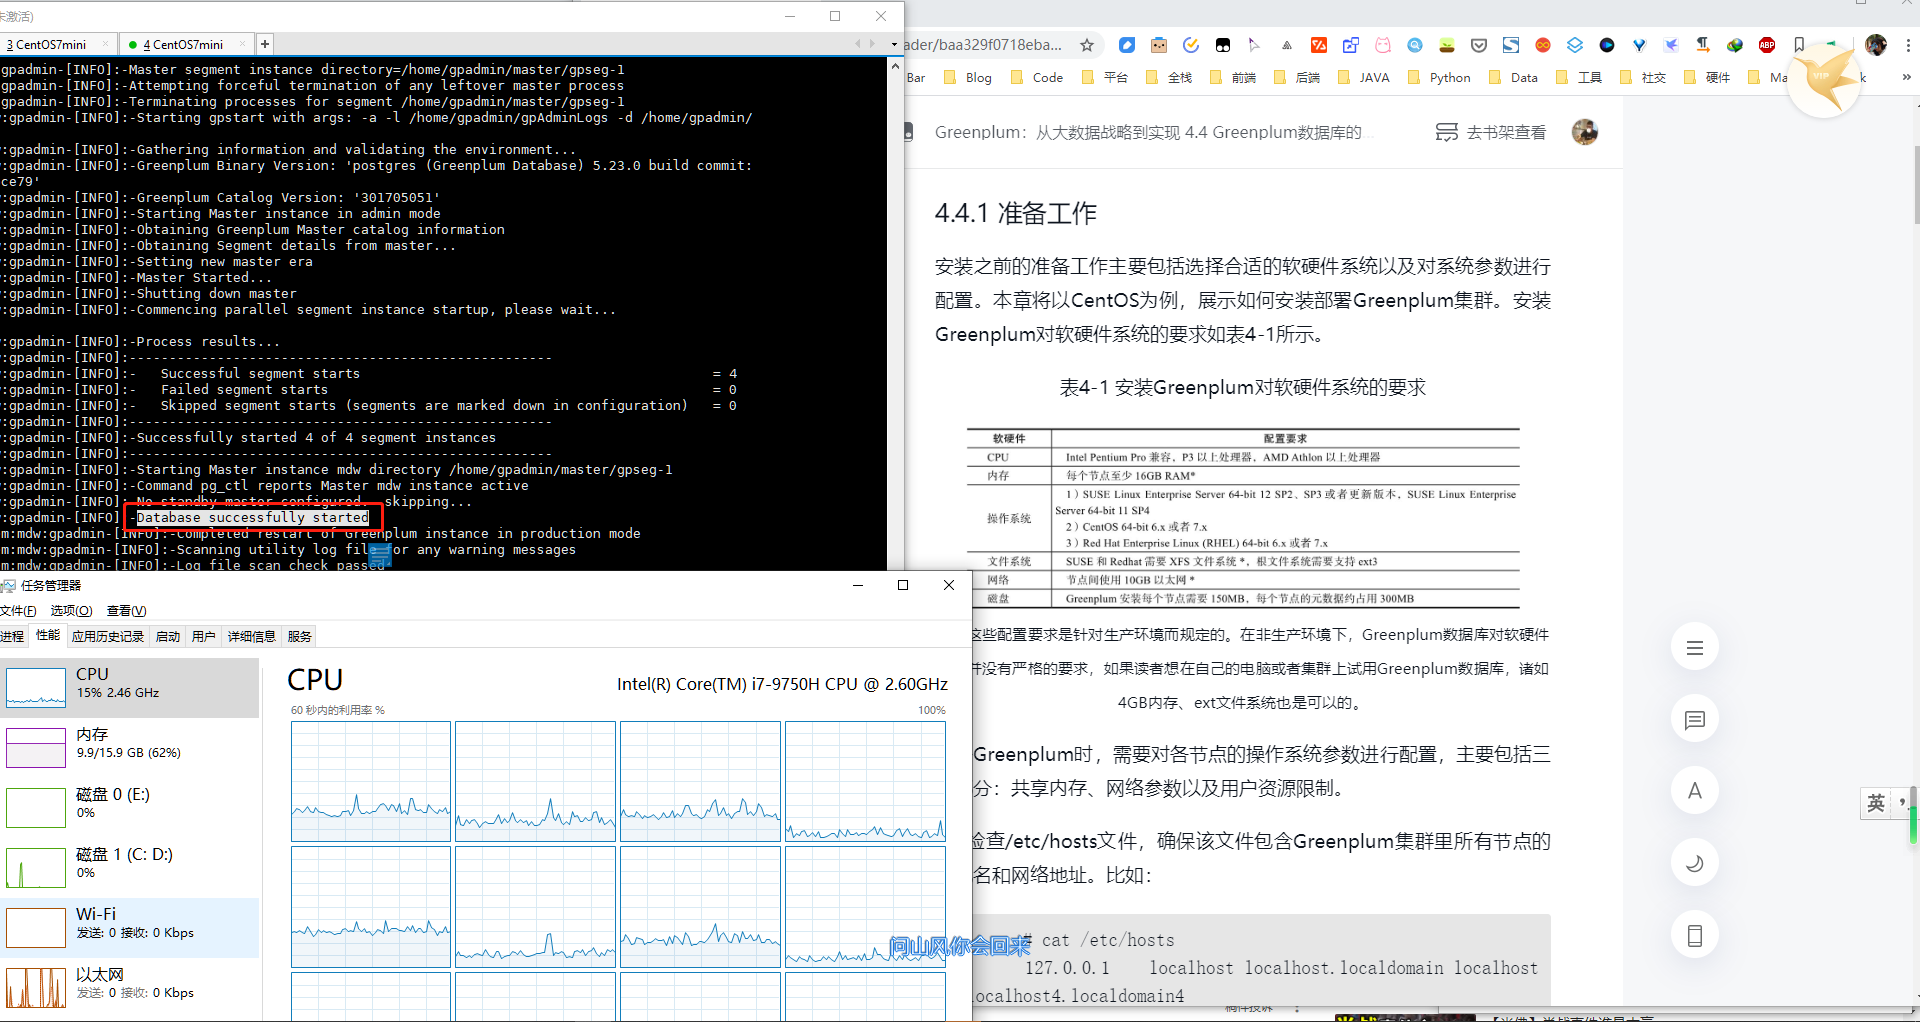 未激活)
3 CentOS7mini
4 CentOS7mini
gpadmin-[INFO]:-Master segment instance directory=/home/gpadmin/master/gpseg-1
gpadmin-[INFO]:-Attempting forceful termination of any leftover master process
gpadmin-[INFO]:-Terminating processes for segment /home/gpadmin/master/gpseg-1
:gpadmin-[INFO]:-Starting gpstart with args: -a -l /home/gpadmin/gpAdminLogs -d /home/gpadmin/
:gpadmin-[INFO]:-Gathering information and validating the environment...
:gpadmin-[INFO]:-Greenplum Binary Version: 'postgres (Greenplum Database) 5.23.0 build commit:
ce79'
:gpadmin-[INFO]:-Greenplum Catalog Version: '301705051'
:gpadmin-[INFO]:-Starting Master instance in admin mode
:gpadmin-[INFO]:-Obtaining Greenplum Master catalog information
:gpadmin-[INFO]:-Obtaining Segment details from master...
:gpadmin-[INFO]:-Setting new master era
:gpadmin-[INFO]:-Master Started...
:gpadmin-[INFO]:-Shutting down master
:gpadmin-[INFO]:-Commencing parallel segment instance startup, please wait...
:gpadmin-[INFO]:-Process results...
:gpadmin-[INFO]:-----------------------------------------------------
:gpadmin-[INFO]:-   Successful segment starts                                            = 4
:gpadmin-[INFO]:-   Failed segment starts                                                = 0
:gpadmin-[INFO]:-   Skipped segment starts (segments are marked down in configuration)   = 0
:gpadmin-[INFO]:-----------------------------------------------------
:gpadmin-[INFO]:-Successfully started 4 of 4 segment instances
:gpadmin-[INFO]:-----------------------------------------------------
:gpadmin-[INFO]:-Starting Master instance mdw directory /home/gpadmin/master/gpseg-1
:gpadmin-[INFO]:-Command pg_ctl reports Master mdw instance active
:gpadmin-[INFO]:-No standby master configured. skipping...
:gpadmin-[INFO]:-Database successfully started
m:mdw:gpadmin-[INFO]:-Completed restart of Greenplum instance in production mode
m:mdw:gpadmin-[INFO]:-Scanning utility log file for any warning messages
m:mdw:gpadmin-[INFO]:-Log file scan check passed
任务管理器
文件(F) 选项(O) 查看(V)
进程 性能 应用历史记录 启动 用户 详细信息 服务
CPU
15% 2.46 GHz
内存
9.9/15.9 GB (62%)
磁盘 0 (E:)
0%
磁盘 1 (C: D:)
0%
Wi-Fi
发送: 0 接收: 0 Kbps
以太网
发送: 0 接收: 0 Kbps
CPU
Intel(R) Core(TM) i7-9750H CPU @ 2.60GHz
60 秒内的利用率 %
100%
问山风你会回来
ader/baa329f0718eba...
ABP
Bar Blog Code 平台 全栈 前端 后端 JAVA Python Data 工具 社交 硬件 Ma k »
VIP
Greenplum：从大数据战略到实现 4.4 Greenplum数据库的...
去书架查看
4.4.1 准备工作
安装之前的准备工作主要包括选择合适的软硬件系统以及对系统参数进行
配置。本章将以CentOS为例，展示如何安装部署Greenplum集群。安装
Greenplum对软硬件系统的要求如表4-1所示。
表4-1 安装Greenplum对软硬件系统的要求
软硬件 配置要求
CPU Intel Pentium Pro 兼容，P3 以上处理器，AMD Athlon 以上处理器
内存 每个节点至少 16GB RAM*
操作系统
1）SUSE Linux Enterprise Server 64-bit 12 SP2、SP3 或者更新版本，SUSE Linux Enterprise
Server 64-bit 11 SP4
2）CentOS 64-bit 6.x 或者 7.x
3）Red Hat Enterprise Linux (RHEL) 64-bit 6.x 或者 7.x
文件系统 SUSE 和 Redhat 需要 XFS 文件系统 *，根文件系统需要支持 ext3
网络 节点间使用 10GB 以太网 *
磁盘 Greenplum 安装每个节点需要 150MB，每个节点的元数据约占用 300MB
这些配置要求是针对生产环境而规定的。在非生产环境下，Greenplum数据库对软硬件
并没有严格的要求，如果读者想在自己的电脑或者集群上试用Greenplum数据库，诸如
4GB内存、ext文件系统也是可以的。
Greenplum时，需要对各节点的操作系统参数进行配置，主要包括三
分：共享内存、网络参数以及用户资源限制。
检查/etc/hosts文件，确保该文件包含Greenplum集群里所有节点的
名和网络地址。比如：
# cat /etc/hosts
127.0.0.1    localhost localhost.localdomain localhost
localhost4.localdomain4
A
英
稿件投诉